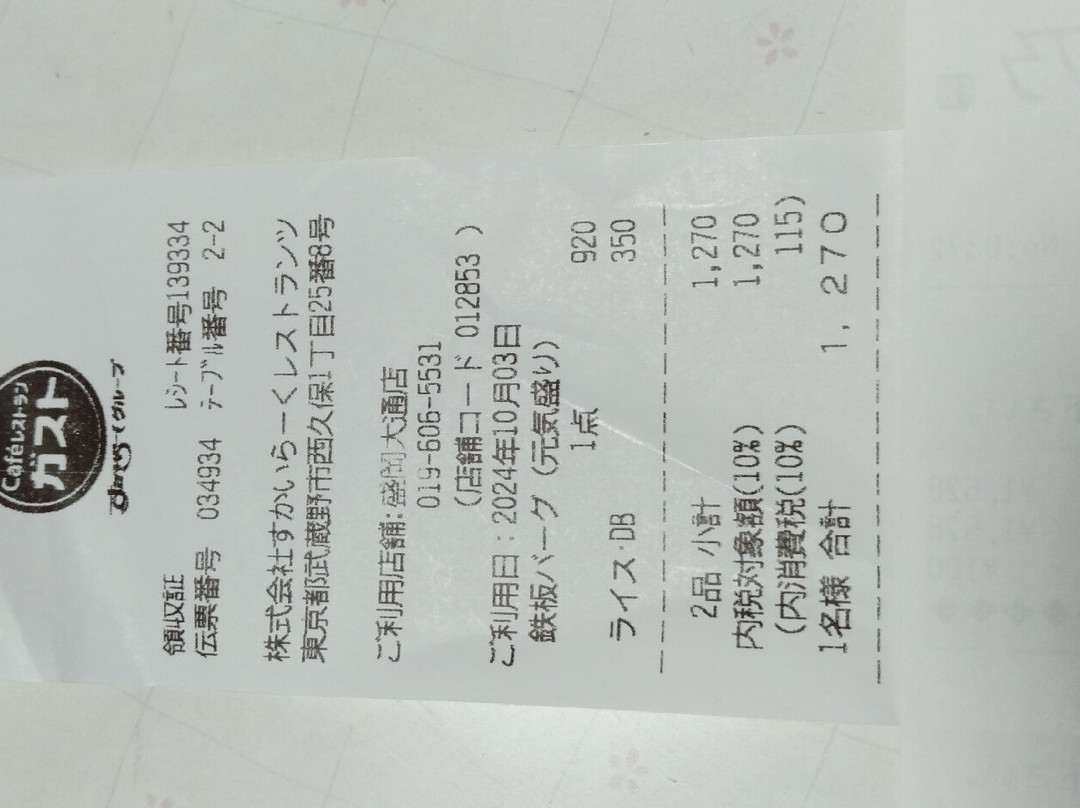 Caféレストラン
ガスト
すかいらーくグループ
領収証 レシート番号139334
伝票番号 034934 テーブル番号 2-2
株式会社すかいらーくレストランツ
東京都武蔵野市西久保1丁目25番8号
ご利用店舗:盛岡大通店
019-606-5531
(店舗コード 012853 )
ご利用日:2024年10月03日
鉄板バーグ(元気盛り)
1点 920
ライス・DB 350
2品 小計 1,270
内税対象額(10%) 1,270
(内消費税(10%) 115)
1名様 合計 1,270